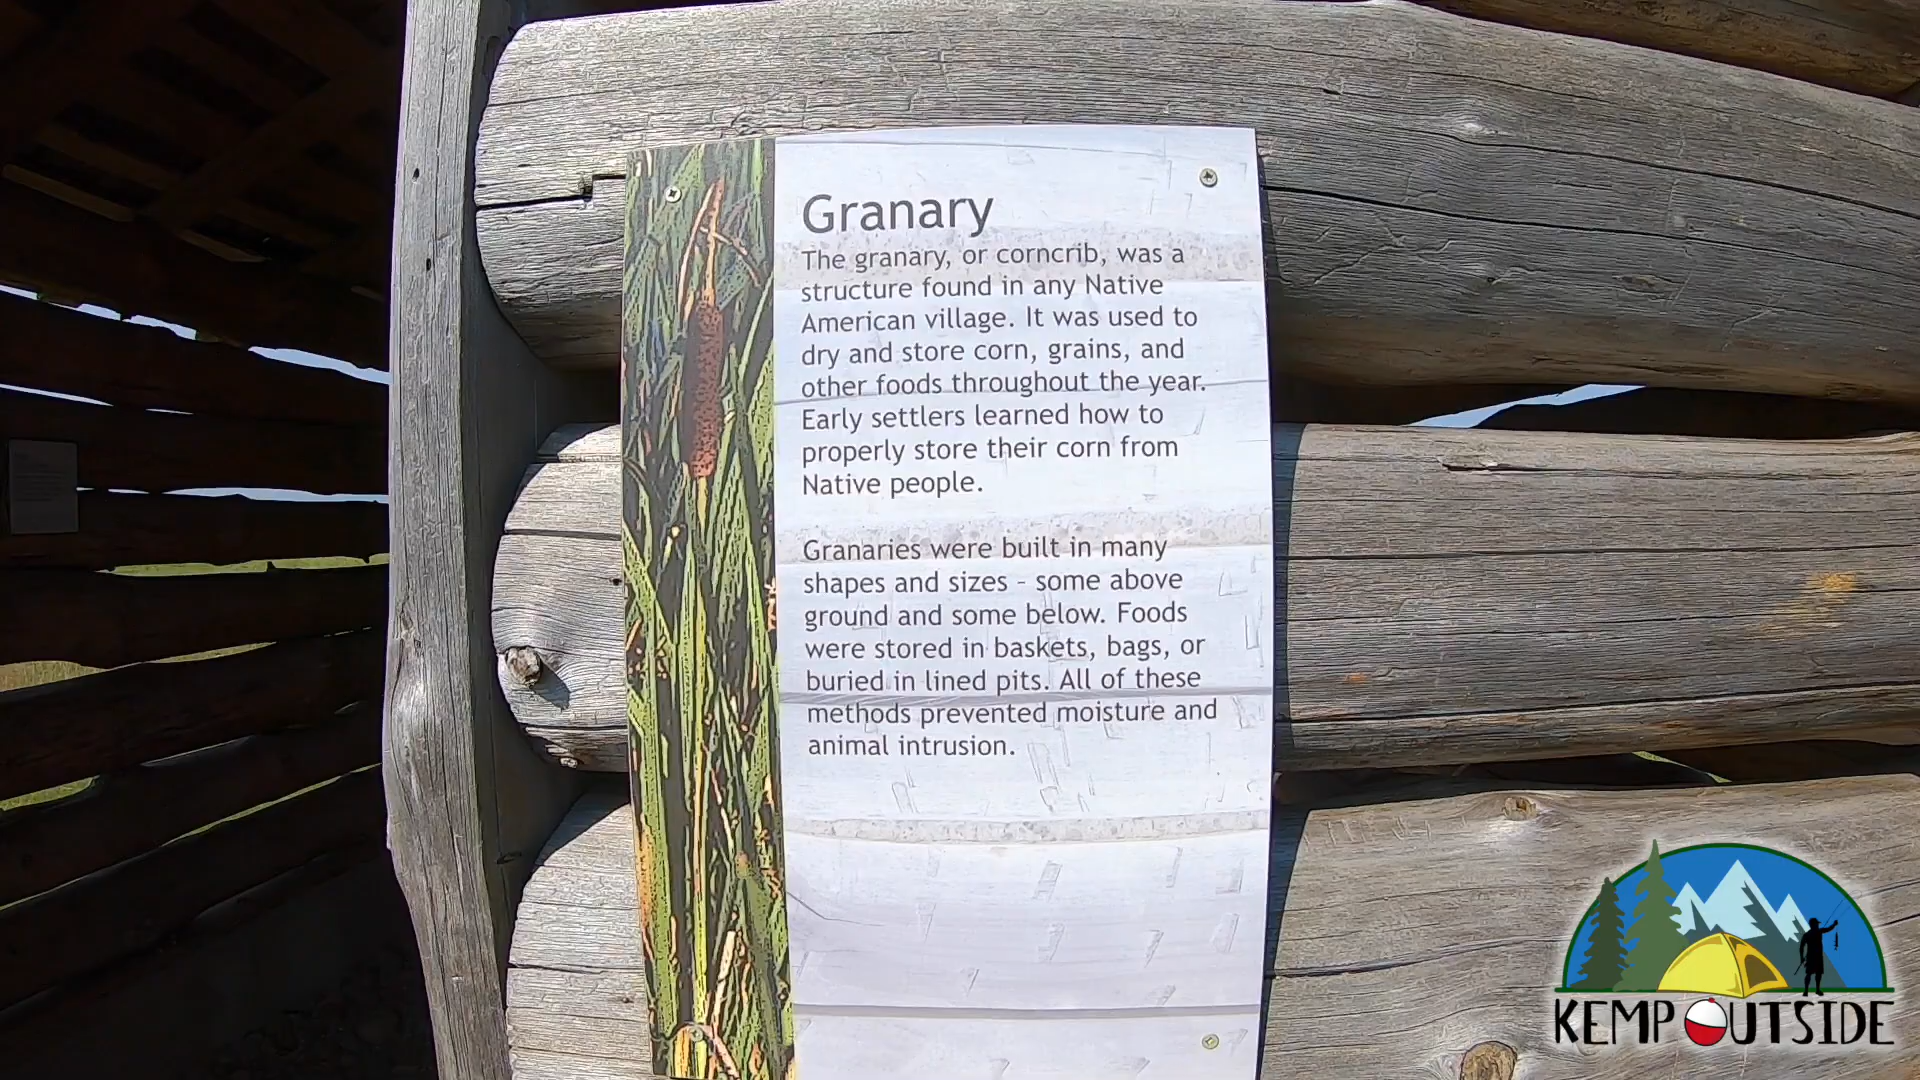 Granary
The granary, or corncrib, was a
structure found in any Native
American village. It was used to
dry and store corn, grains, and
other foods throughout the year.
Early settlers learned how to
properly store their corn from
Native people.
Granaries were built in many
shapes and sizes - some above
ground and some below. Foods
were stored in baskets, bags, or
buried in lined pits. All of these
methods prevented moisture and
animal intrusion.
KEMP OUTSIDE